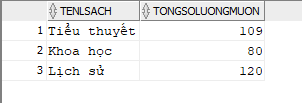 TENLSACH TONGSOLUONGMUON
1 Tiểu thuyết 109
2 Khoa học 80
3 Lịch sử 120